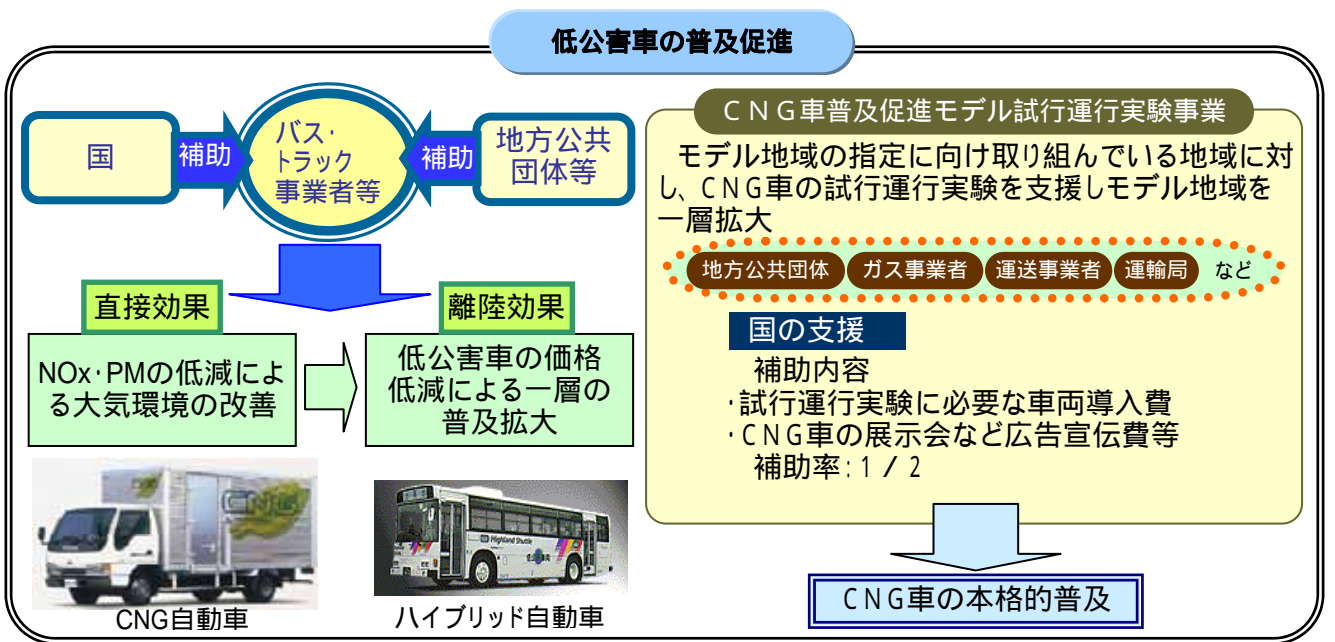 低公害車の普及促進
国
補助
バス・
トラック
事業者等
補助
地方公共
団体等
直接効果
NOx・PMの低減によ
る大気環境の改善
離陸効果
低公害車の価格
低減による一層の
普及拡大
CNG自動車
Highland Shuttle
ハイブリッド自動車
CNG車普及促進モデル試行運行実験事業
モデル地域の指定に向け取り組んでいる地域に対
し、CNG車の試行運行実験を支援しモデル地域を
一層拡大
地方公共団体 ガス事業者 運送事業者 運輸局 など
国の支援
補助内容
・試行運行実験に必要な車両導入費
・CNG車の展示会など広告宣伝費等
補助率:1/2
CNG車の本格的普及